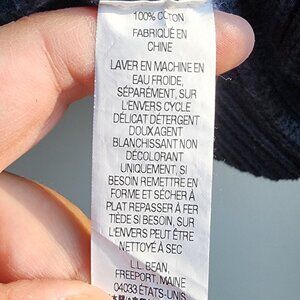 100% COTON
FABRIQUÉ EN
CHINE
LAVER EN MACHINE EN
EAU FROIDE,
SÉPARÉMENT, SUR
L'ENVERS CYCLE
DÉLICAT DÉTERGENT
DOUX AGENT
BLANCHISSANT NON
DÉCOLORANT
UNIQUEMENT, SI
BESOIN REMETTRE EN
FORME ET SÉCHER À
PLAT REPASSER À FER
TIÈDE SI BESOIN, SUR
L'ENVERS PEUT ÊTRE
NETTOYÉ À SEC
L.L.BEAN,
FREEPORT, MAINE
04033 ÉTATS-UNIS